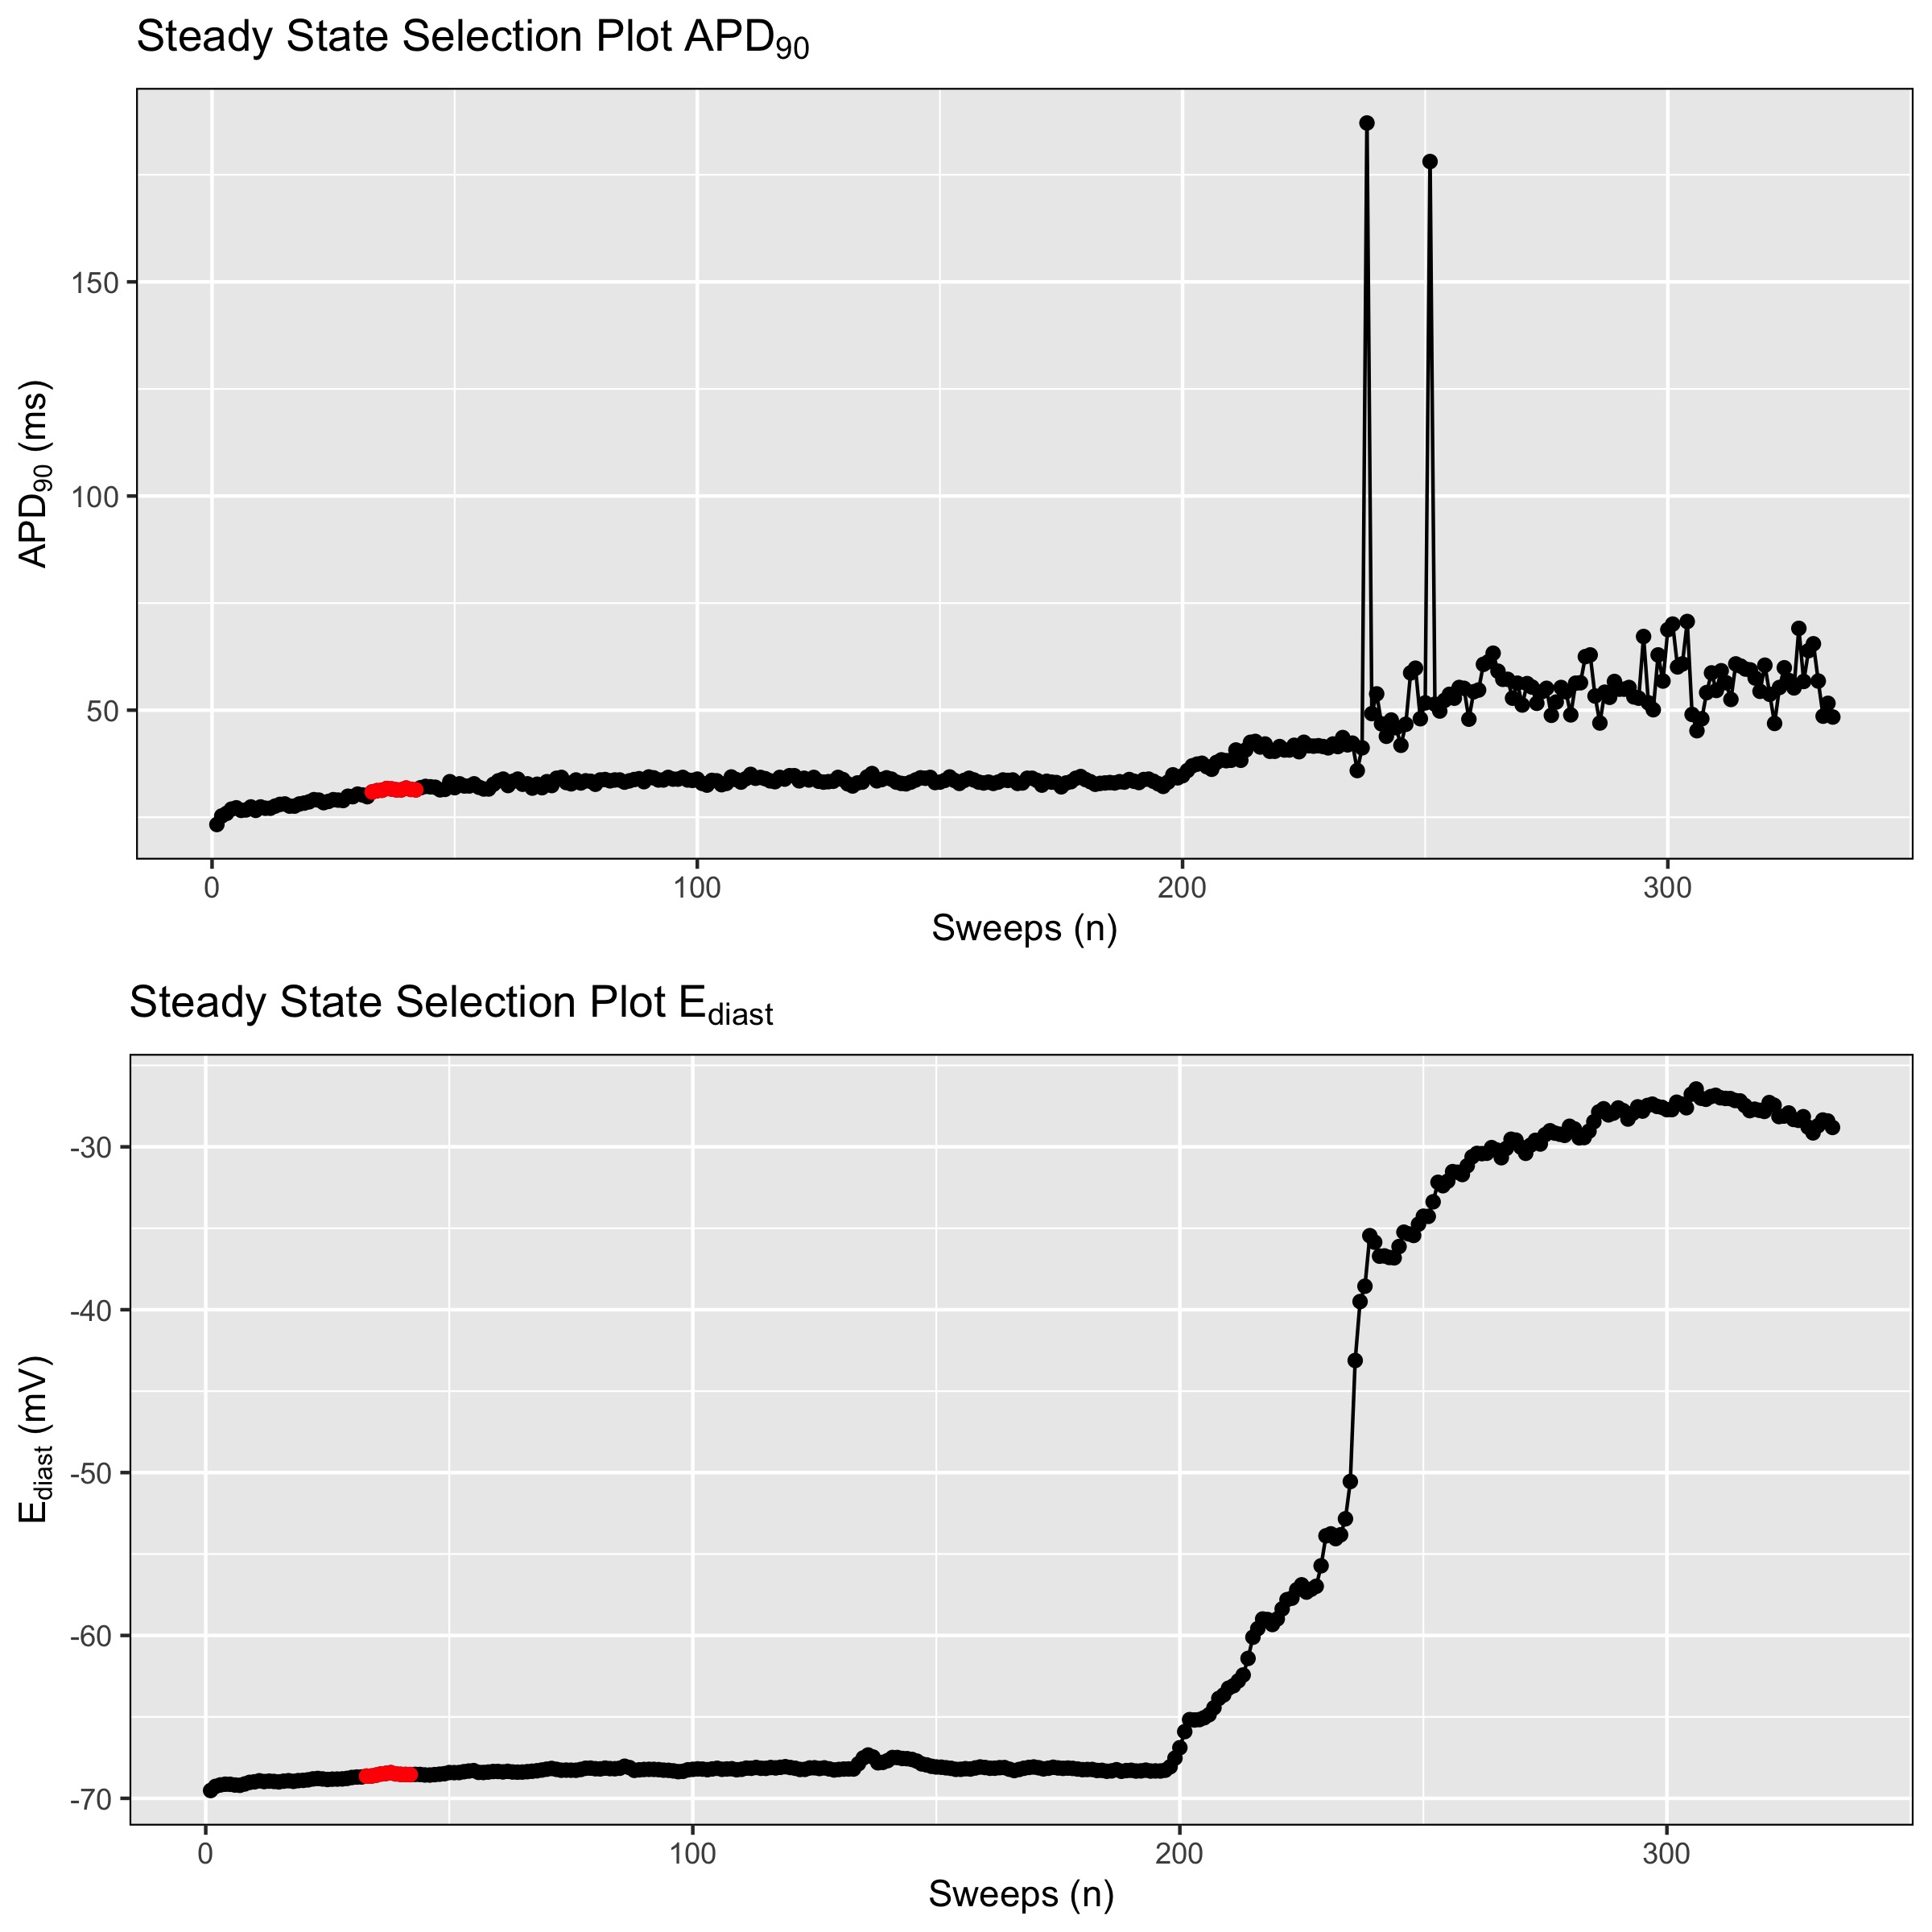 Steady State Selection Plot APD90
APD90 (ms)
150
100
50
0 100 200 300
Sweeps (n)
Steady State Selection Plot Ediast
Ediast (mV)
-30
-40
-50
-60
-70
0 100 200 300
Sweeps (n)